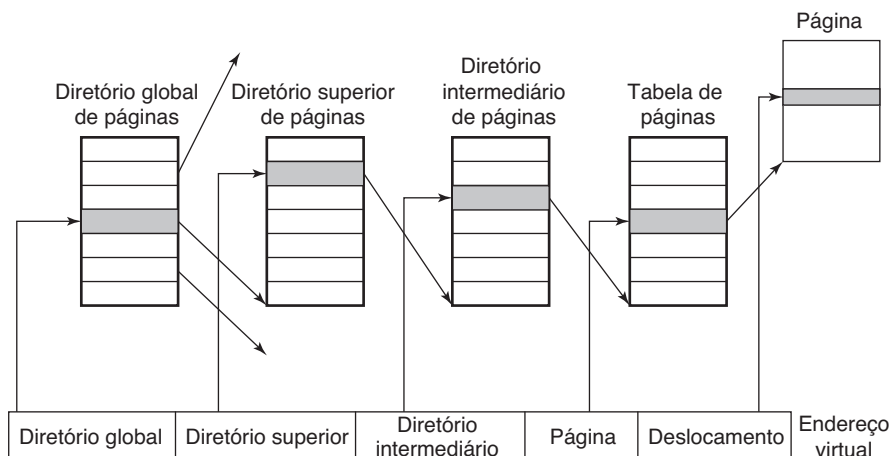 Página
Diretório global
de páginas
Diretório superior
de páginas
Diretório
intermediário
de páginas
Tabela de
páginas
Diretório global
Diretório superior
Diretório
intermediário
Página
Deslocamento
Endereço
virtual